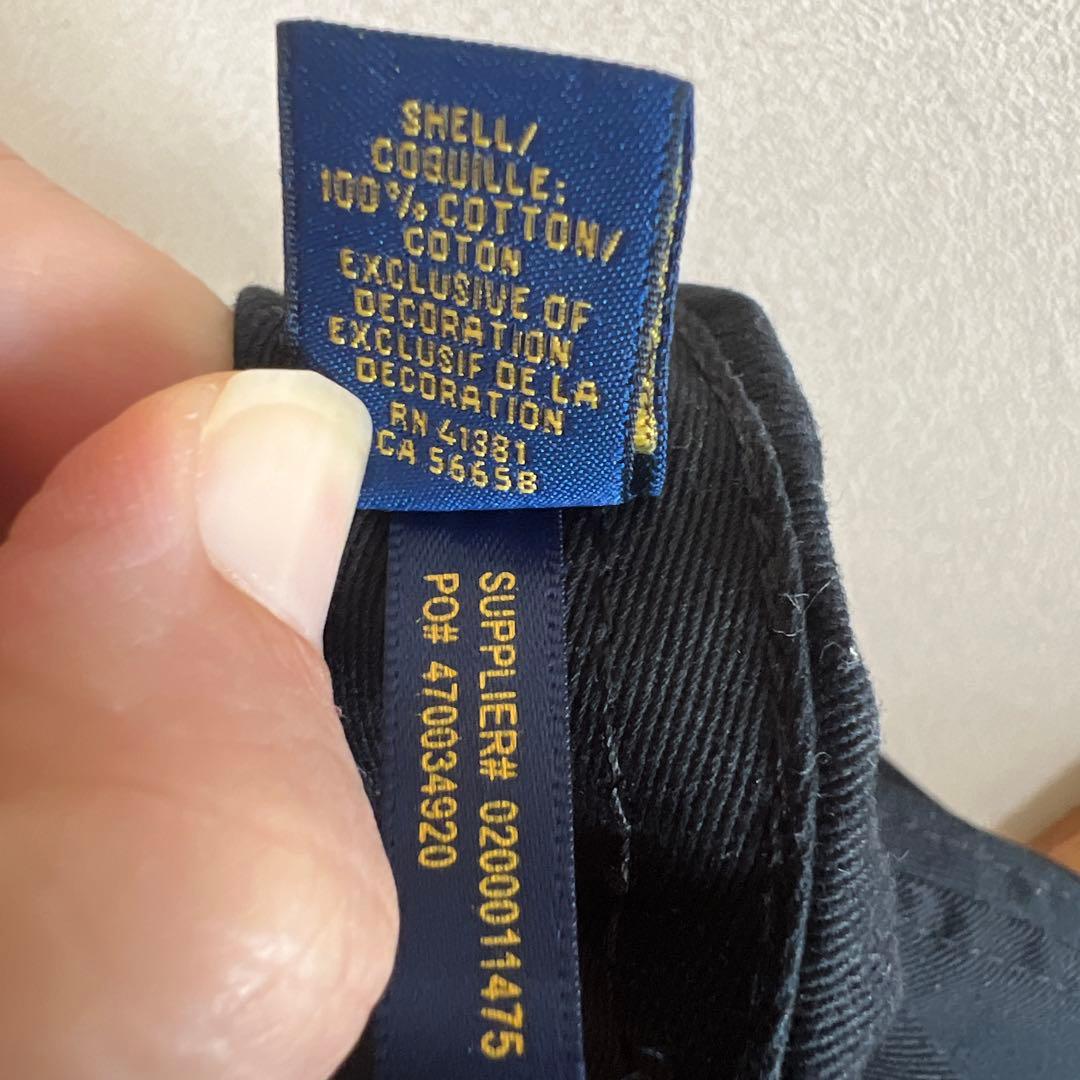 SHELL/
COQUILLE:
100% COTTON/
COTON
EXCLUSIVE OF
DECORATION
EXCLUSIF DE LA
DECORATION
RN 41381
CA 56658
SUPPLIER# 0200011475
PO# 470034920